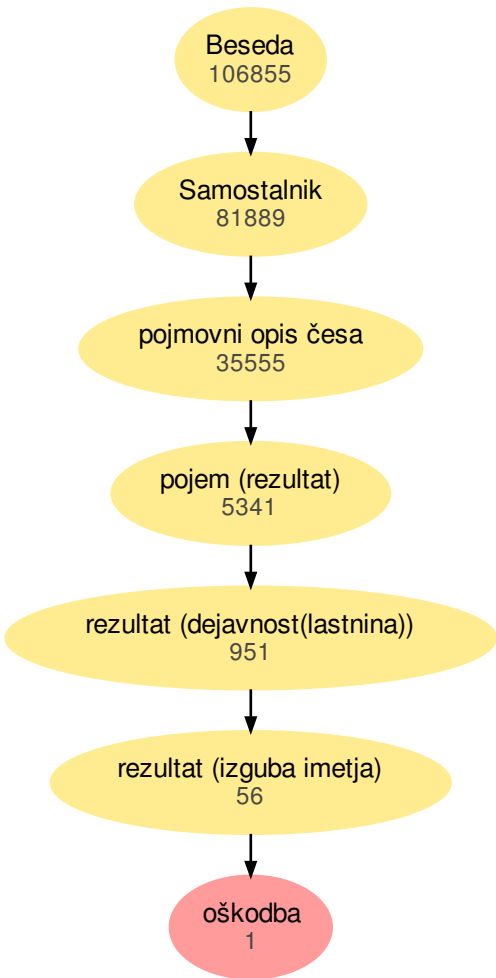 Beseda
106855
Samostalnik
81889
pojmovni opis česa
35555
pojem (rezultat)
5341
rezultat (dejavnost(lastnina))
951
rezultat (izguba imetja)
56
oškodba
1